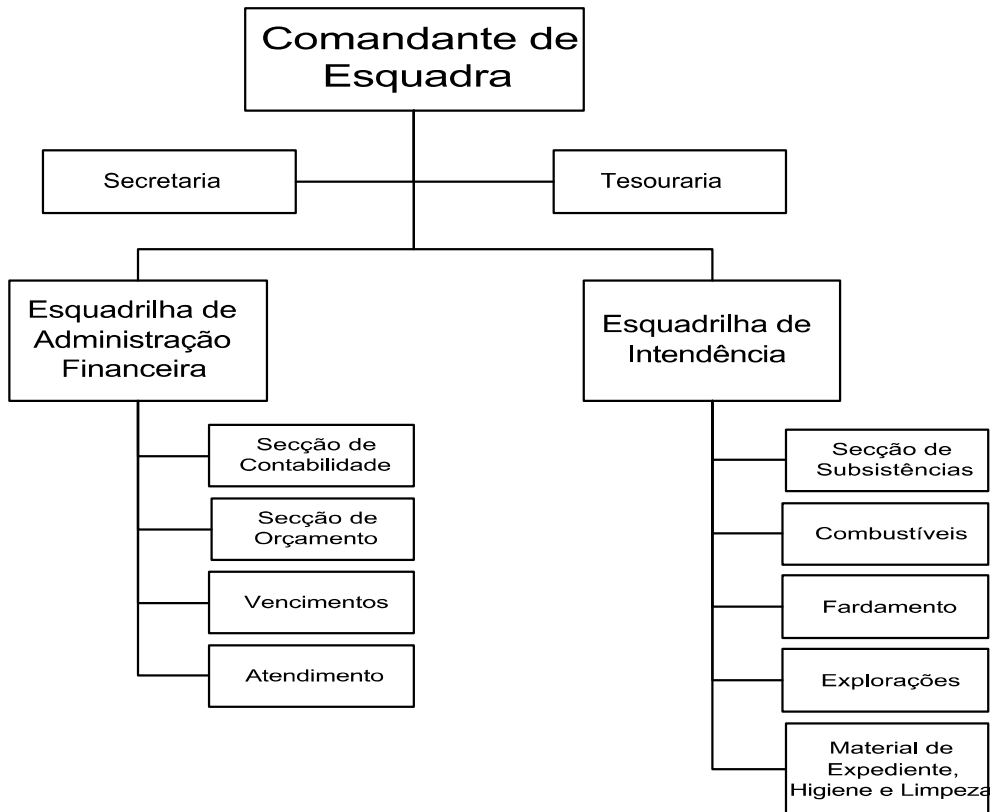 Comandante de
Esquadra
Secretaria
Tesouraria
Esquadrilha de
Administração
Financeira
Secção de
Contabilidade
Secção de
Orçamento
Vencimentos
Atendimento
Esquadrilha de
Intendência
Secção de
Subsistências
Combustíveis
Fardamento
Explorações
Material de
Expediente,
Higiene e Limpeza